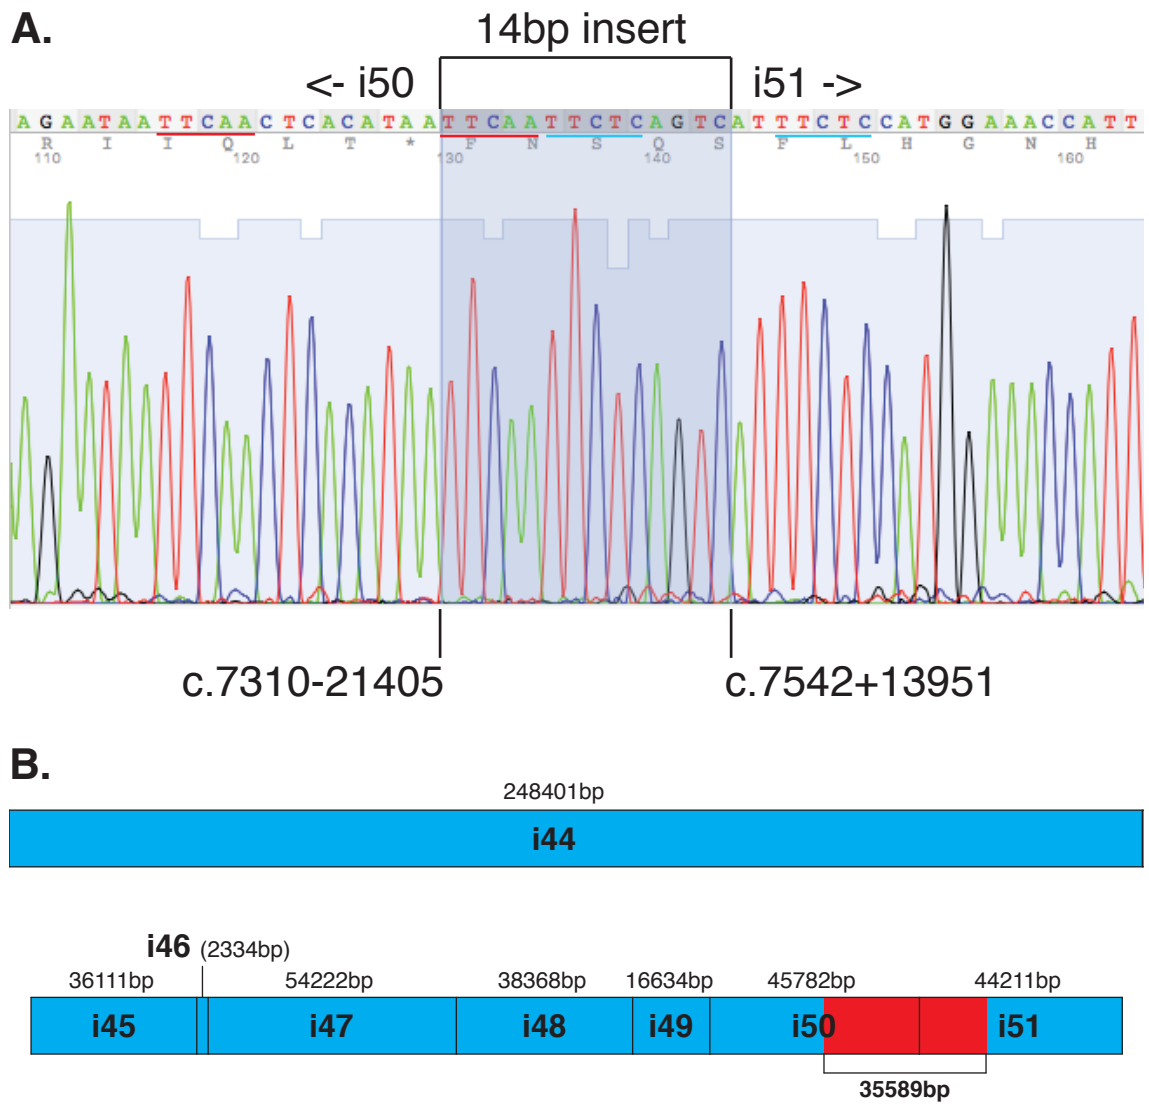 A.
14bp insert
<- i50 i51 ->
AGAATAATTCAACTCACATAATTCAATTCTCAGTCATTTCTCCATGGAAACCATT
R I I Q L T * F N S Q S F L H G N H
110 120 130 140 150 160
c.7310-21405 c.7542+13951
B.
248401bp
i44
i46 (2334bp)
36111bp 54222bp 38368bp 16634bp 45782bp 44211bp
i45 i47 i48 i49 i50 i51
35589bp